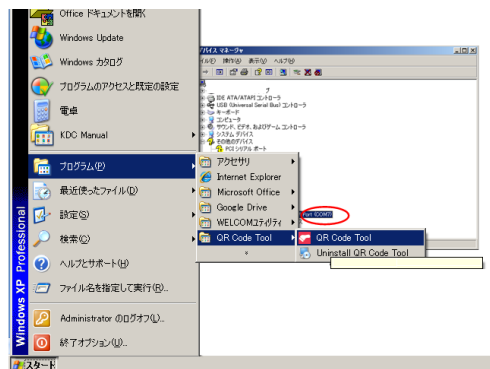 Office ドキュメントを開く
Windows Update
Windows カタログ
プログラムのアクセスと既定の設定
電卓
KDC Manual
プログラム(P)
最近使ったファイル(D)
設定(S)
検索(C)
ヘルプとサポート(H)
ファイル名を指定して実行(R)...
Administrator のログオフ(L)...
終了オプション(U)...
Windows XP Professional
スタート
デバイス マネージャ
操作(A) 表示(V) ヘルプ(H)
IDE ATA/ATAPI コントローラ
USB (Universal Serial Bus) コントローラ
キーボード
コンピュータ
サウンド、ビデオ、およびゲーム コントローラ
システム デバイス
その他のデバイス
PCI シリアル ポート
Port (COM7)
アクセサリ
Internet Explorer
Microsoft Office
Google Drive
WELCOMユティリティ
QR Code Tool
QR Code Tool
Uninstall QR Code Tool